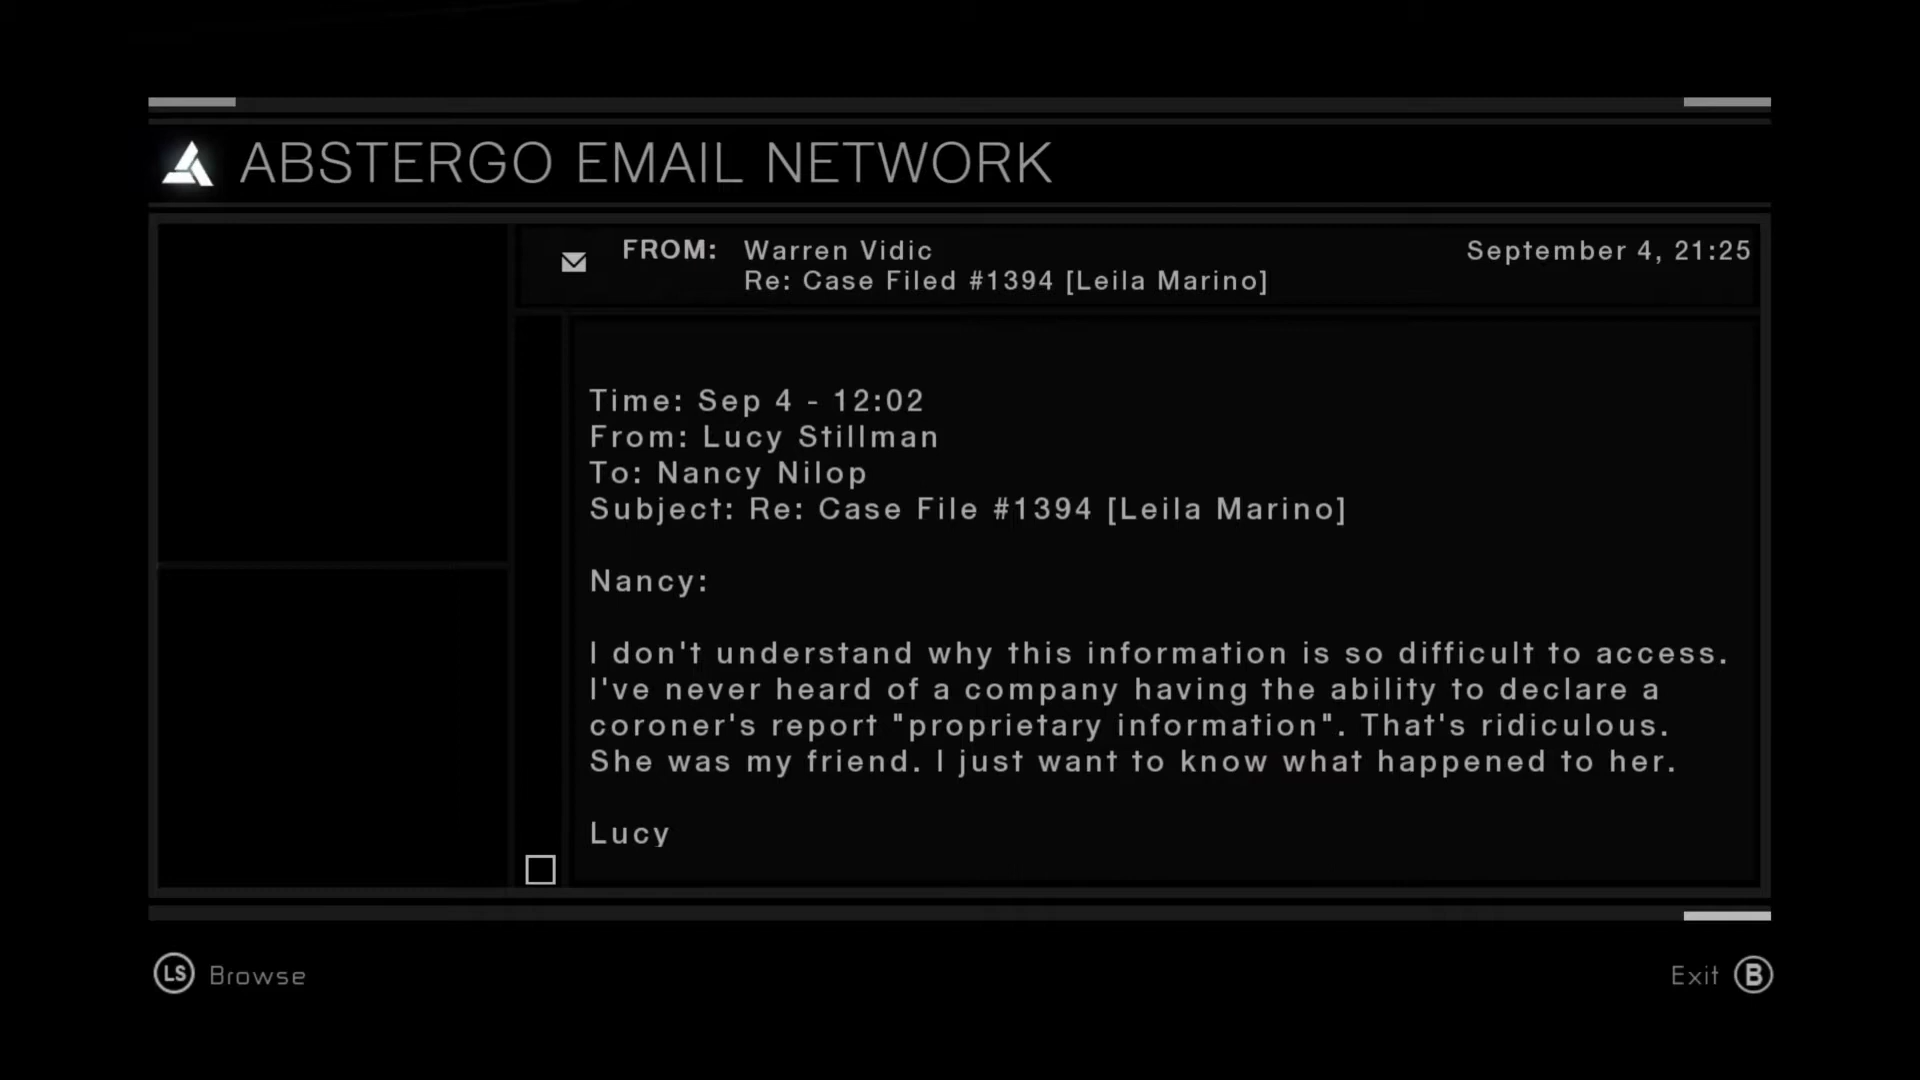 ABSTERGO EMAIL NETWORK
FROM: Warren Vidic September 4, 21:25
Re: Case Filed #1394 [Leila Marino]
Time: Sep 4 - 12:02
From: Lucy Stillman
To: Nancy Nilop
Subject: Re: Case File #1394 [Leila Marino]
Nancy:
I don't understand why this information is so difficult to access.
I've never heard of a company having the ability to declare a
coroner's report "proprietary information". That's ridiculous.
She was my friend. I just want to know what happened to her.
Lucy
LS Browse Exit B